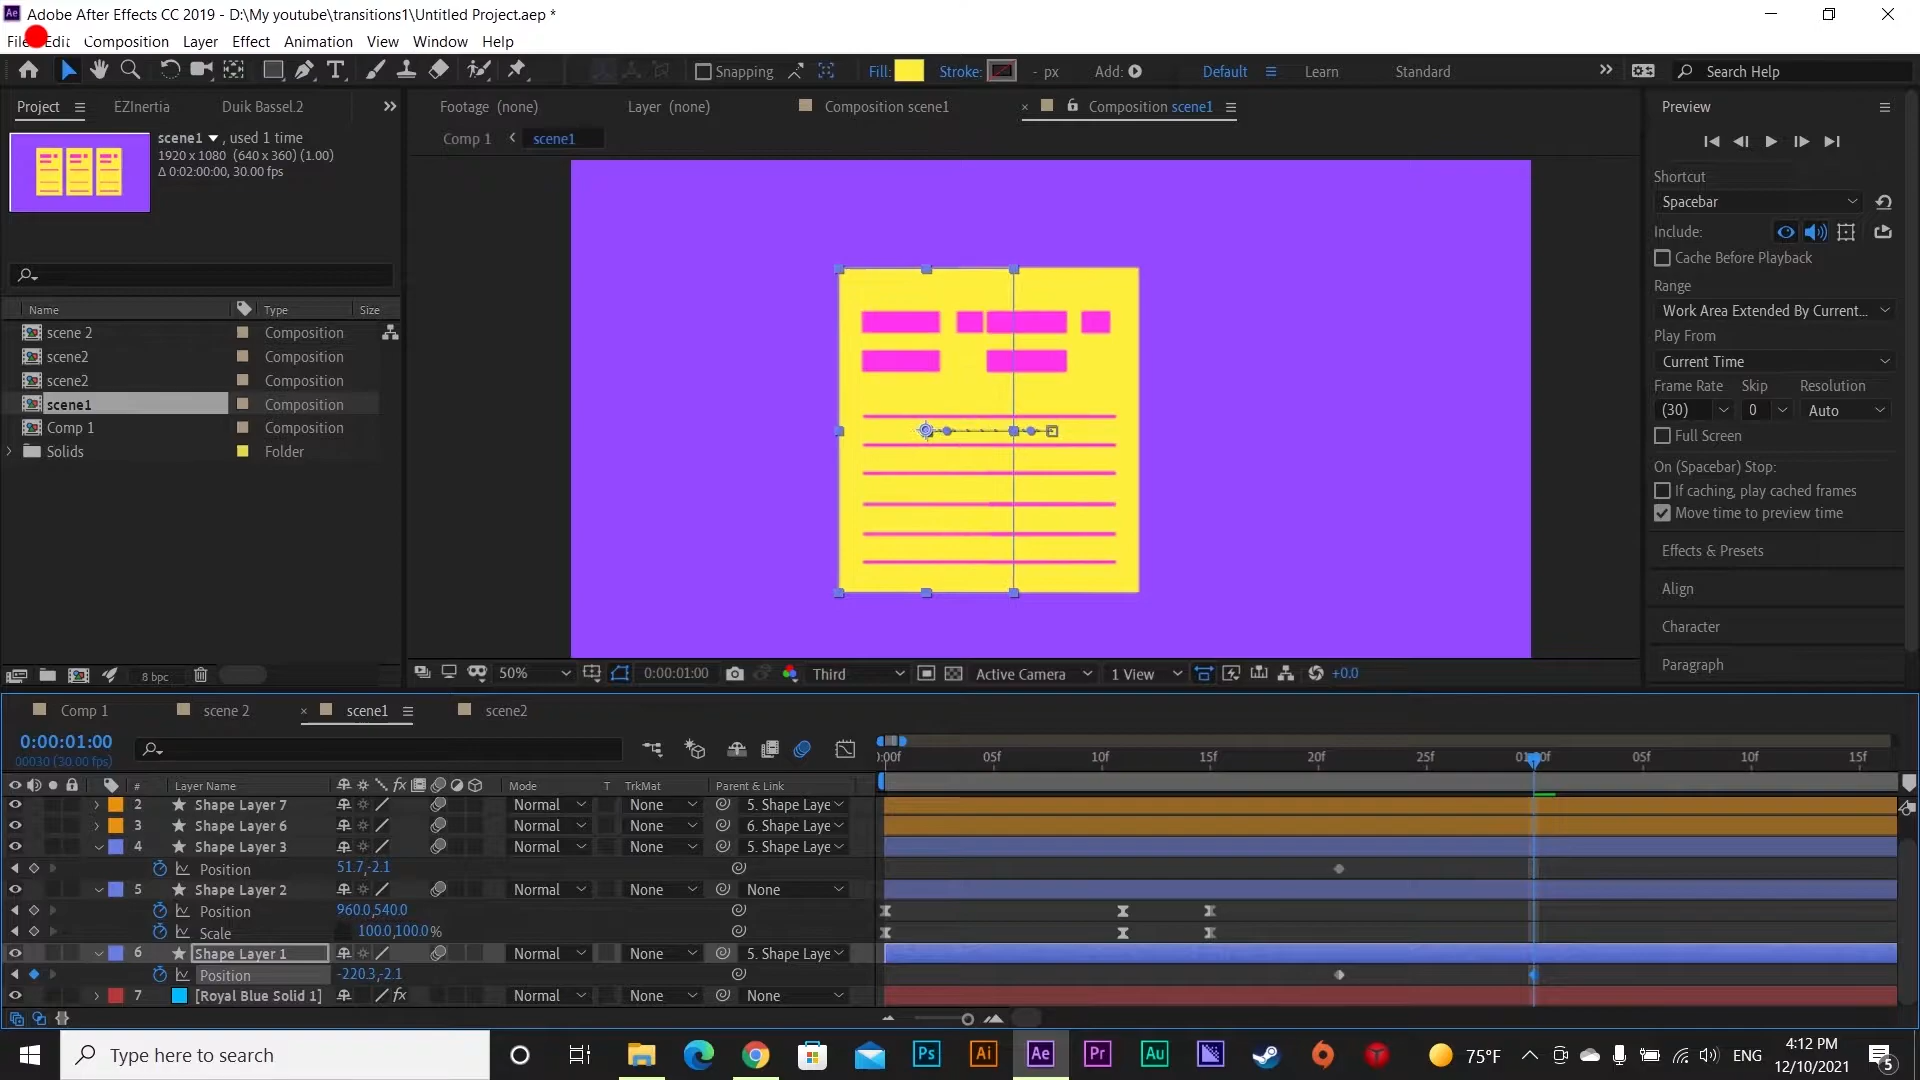 Adobe After Effects CC 2019 - D:\My youtube\transitions1\Untitled Project.aep *
File Edit Composition Layer Effect Animation View Window Help
Snapping Fill: Stroke: - px Add: Default Learn Standard Search Help
Project EZInertia Duik Bassel.2
Footage (none) Layer (none) Composition scene1 Composition scene1
Preview
scene1 , used 1 time
1920 x 1080 (640 x 360) (1.00)
Δ 0:02:00:00, 30.00 fps
Comp 1 scene1
Shortcut
Spacebar
Include:
Cache Before Playback
Range
Work Area Extended By Current...
Play From
Current Time
Frame Rate Skip Resolution
(30) 0 Auto
Full Screen
On (Spacebar) Stop:
If caching, play cached frames
Move time to preview time
Effects & Presets
Align
Character
Paragraph
Name Type Size
scene 2 Composition
scene2 Composition
scene2 Composition
scene1 Composition
Comp 1 Composition
Solids Folder
8 bpc
50% 0:00:01:00 Third Active Camera 1 View +0.0
Comp 1 scene 2 scene1 scene2
0:00:01:00
00030 (30.00 fps)
):00f 05f 10f 15f 20f 25f 05f 10f 15f
# Layer Name Mode T TrkMat Parent & Link
2 Shape Layer 7 Normal None 5. Shape Laye
3 Shape Layer 6 Normal None 6. Shape Laye
4 Shape Layer 3 Normal None 5. Shape Laye
Position 51.7,-2.1
5 Shape Layer 2 Normal None None
Position 960.0,540.0
Scale 100.0,100.0%
6 Shape Layer 1 Normal None 5. Shape Laye
Position -220.3,-2.1
7 [Royal Blue Solid 1] Normal None None
Type here to search
Ps Ai Ae Pr Au
75°F ENG
4:12 PM
12/10/2021
5